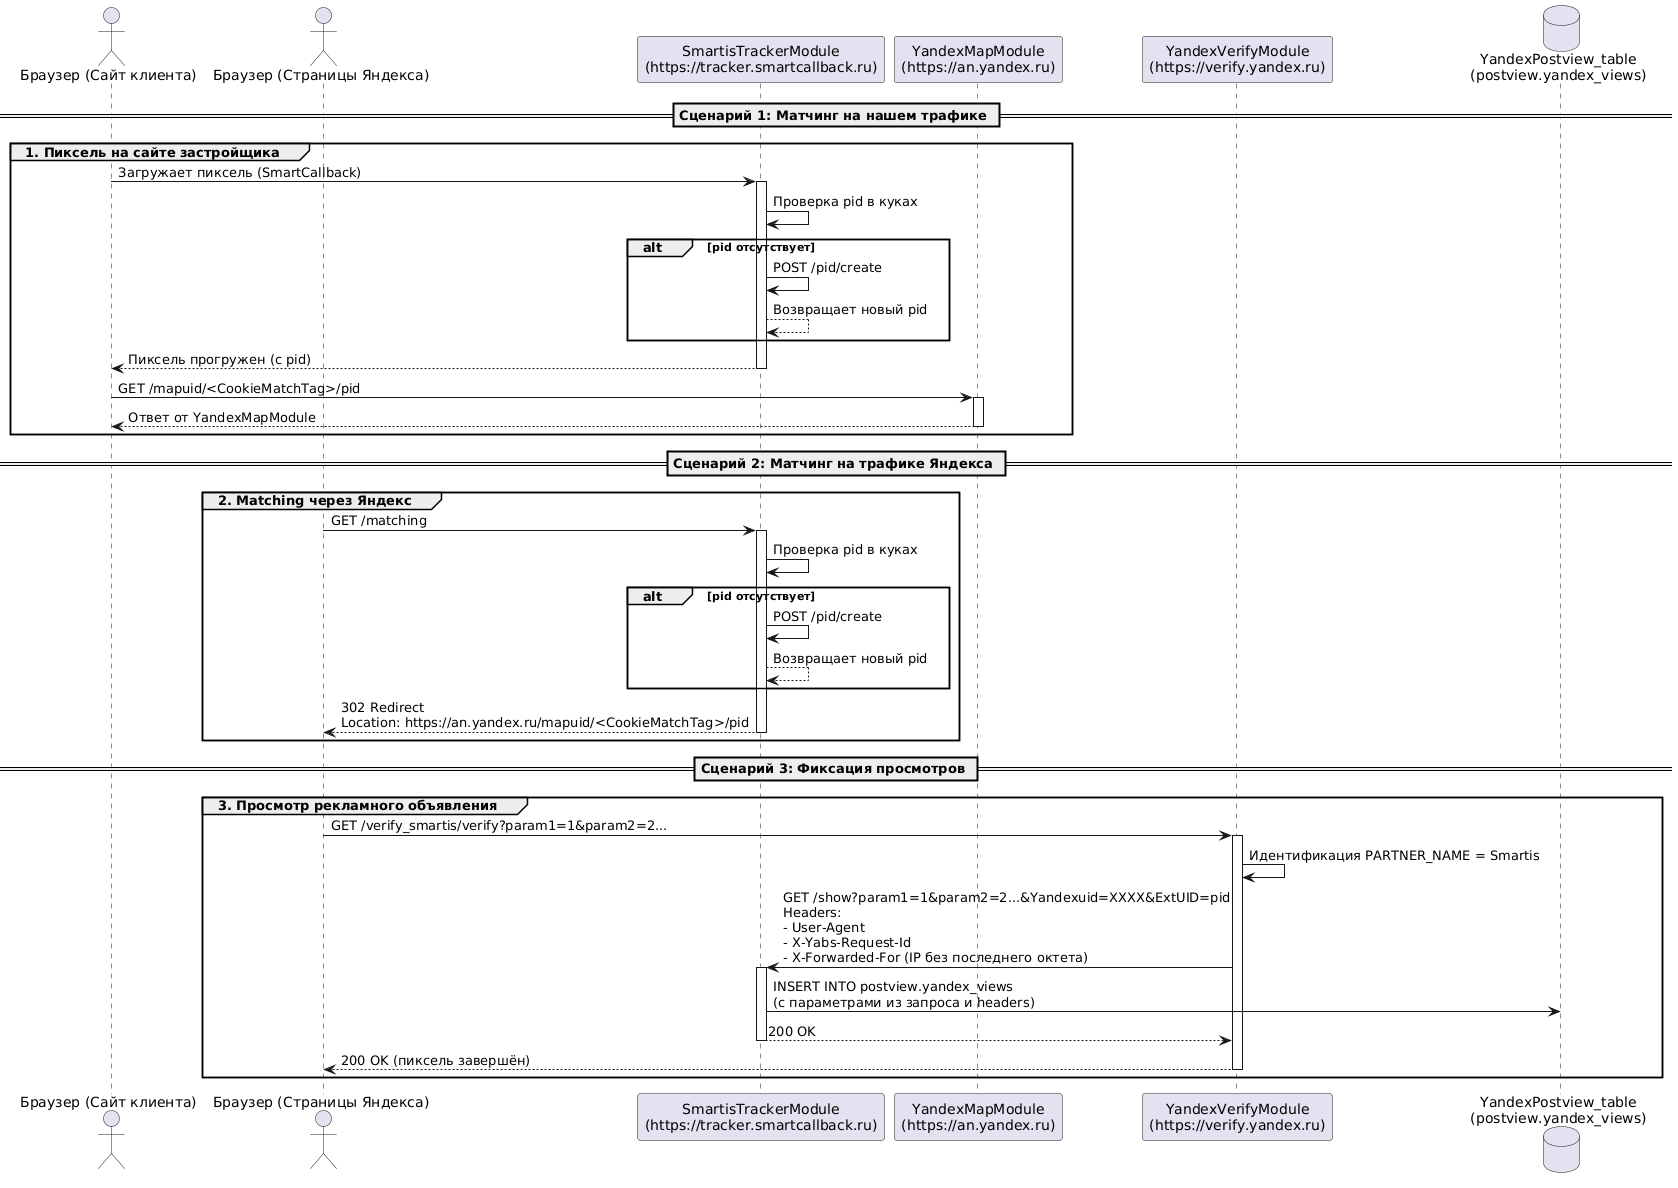 Браузер (Сайт клиента)
Браузер (Страницы Яндекса)
SmartisTrackerModule
(https://tracker.smartcallback.ru)
YandexMapModule
(https://an.yandex.ru)
YandexVerifyModule
(https://verify.yandex.ru)
YandexPostview_table
(postview.yandex_views)
Сценарий 1: Матчинг на нашем трафике
1. Пиксель на сайте застройщика
Загружает пиксель (SmartCallback)
Проверка pid в куках
alt
[pid отсутствует]
POST /pid/create
Возвращает новый pid
Пиксель прогружен (с pid)
GET /mapuid/<CookieMatchTag>/pid
Ответ от YandexMapModule
Сценарий 2: Матчинг на трафике Яндекса
2. Matching через Яндекс
GET /matching
Проверка pid в куках
alt
[pid отсутствует]
POST /pid/create
Возвращает новый pid
302 Redirect
Location: https://an.yandex.ru/mapuid/<CookieMatchTag>/pid
Сценарий 3: Фиксация просмотров
3. Просмотр рекламного объявления
GET /verify_smartis/verify?param1=1&param2=2...
Идентификация PARTNER_NAME = Smartis
GET /show?param1=1&param2=2...&Yandexuid=XXXX&ExtUID=pid
Headers:
- User-Agent
- X-Yabs-Request-Id
- X-Forwarded-For (IP без последнего октета)
INSERT INTO postview.yandex_views
(с параметрами из запроса и headers)
200 OK
200 OK (пиксель завершён)
Браузер (Сайт клиента)
Браузер (Страницы Яндекса)
SmartisTrackerModule
(https://tracker.smartcallback.ru)
YandexMapModule
(https://an.yandex.ru)
YandexVerifyModule
(https://verify.yandex.ru)
YandexPostview_table
(postview.yandex_views)